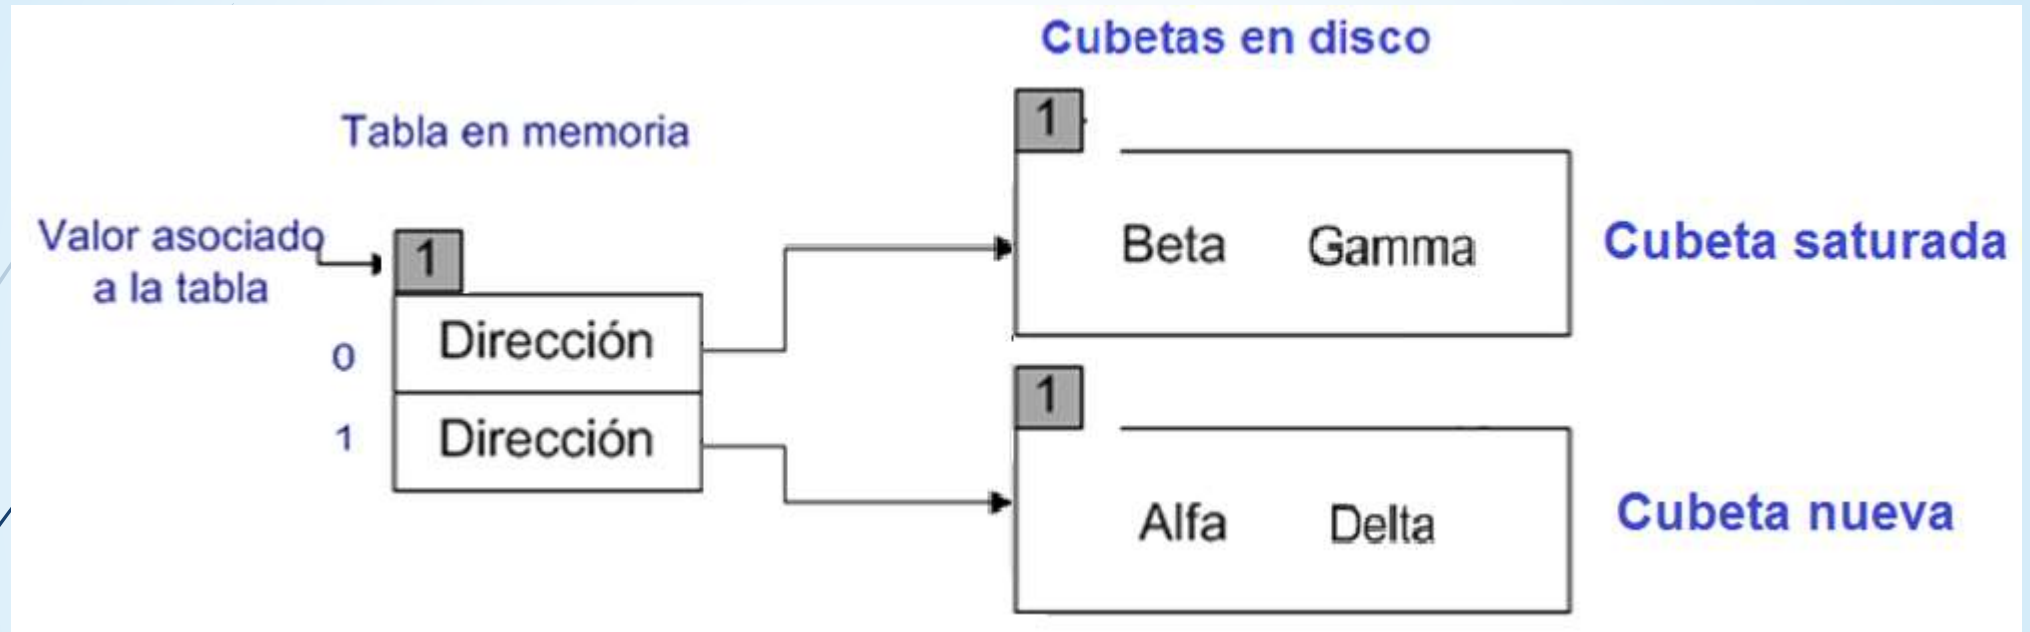 Cubetas en disco
Tabla en memoria
1
Valor asociado
a la tabla
1
0
Dirección
1
Dirección
Beta Gamma
Cubeta saturada
1
Alfa Delta
Cubeta nueva